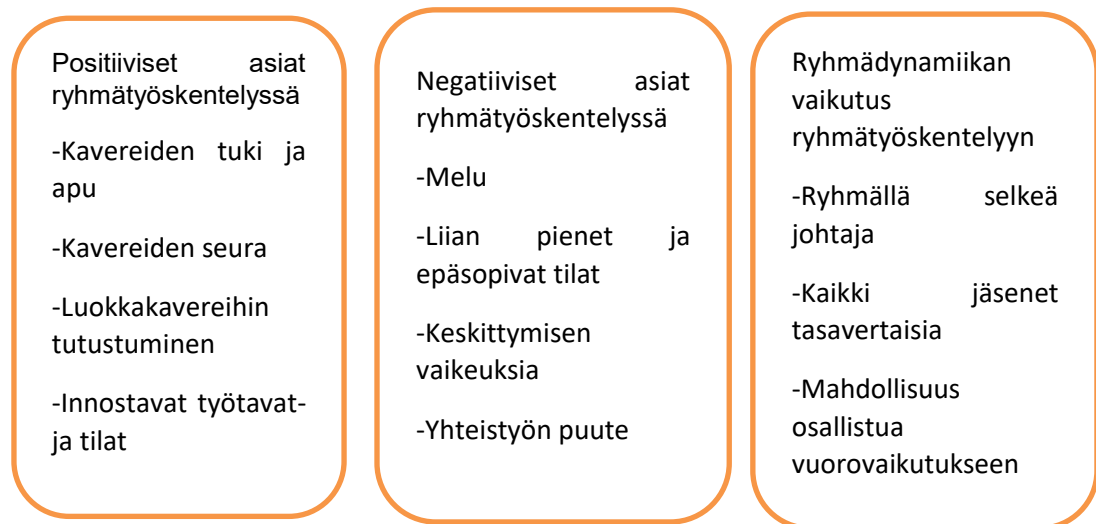 Positiiviset asiat
ryhmätyöskentelyssä
-Kavereiden tuki ja
apu
-Kavereiden seura
-Luokkakavereihin
tutustuminen
-Innostavat työtavat-
ja tilat
Negatiiviset asiat
ryhmätyöskentelyssä
-Melu
-Liian pienet ja
epäsopivat tilat
-Keskittymisen
vaikeuksia
-Yhteistyön puute
Ryhmädynamiikan
vaikutus
ryhmätyöskentelyyn
-Ryhmällä selkeä
johtaja
-Kaikki jäsenet
tasavertaisia
-Mahdollisuus
osallistua
vuorovaikutukseen